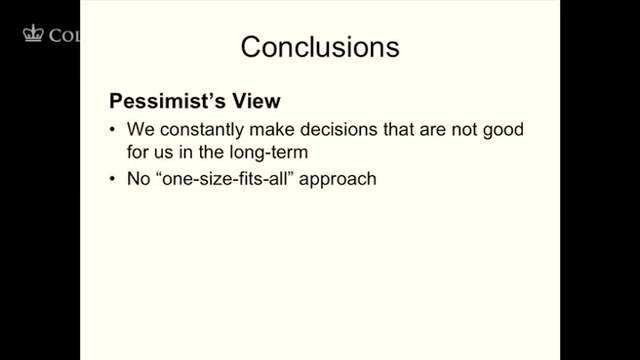 Col
Conclusions
Pessimist’s View
• We constantly make decisions that are not good
for us in the long-term
• No “one-size-fits-all” approach